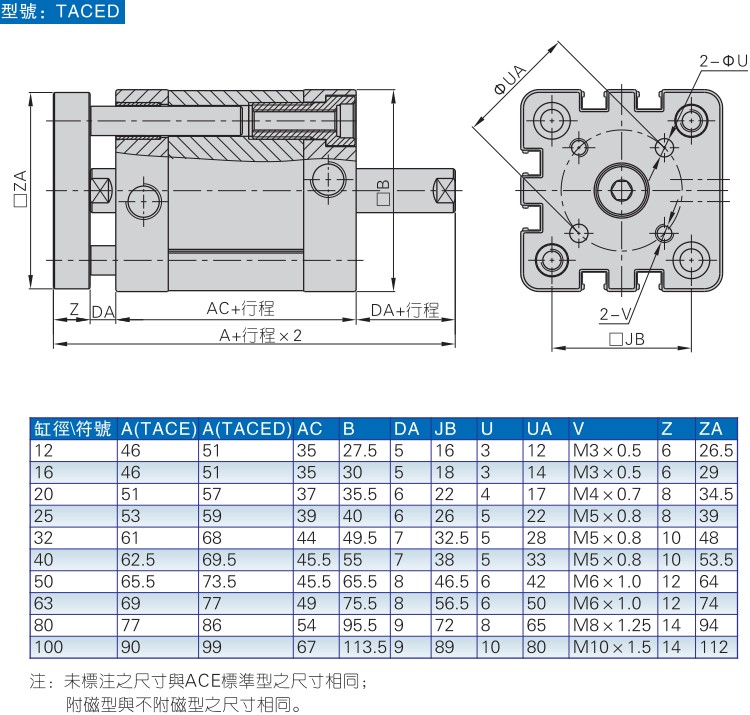 型號：TACED
□ZA
□B
Z
DA
AC+行程
DA+行程
A+行程×2
ΦUA
2-ΦU
2-V
□JB
缸徑\符號 A(TACE) A(TACED) AC B DA JB U UA V Z ZA
12 46 51 35 27.5 5 16 3 12 M3×0.5 6 26.5
16 46 51 35 30 5 18 3 14 M3×0.5 6 29
20 51 57 37 35.5 6 22 4 17 M4×0.7 8 34.5
25 53 59 39 40 6 26 5 22 M5×0.8 8 39
32 61 68 44 49.5 7 32.5 5 28 M5×0.8 10 48
40 62.5 69.5 45.5 55 7 38 5 33 M5×0.8 10 53.5
50 65.5 73.5 45.5 65.5 8 46.5 6 42 M6×1.0 12 64
63 69 77 49 75.5 8 56.5 6 50 M6×1.0 12 74
80 77 86 54 95.5 9 72 8 65 M8×1.25 14 94
100 90 99 67 113.5 9 89 10 80 M10×1.5 14 112
注：未標注之尺寸與ACE標準型之尺寸相同；
附磁型與不附磁型之尺寸相同。